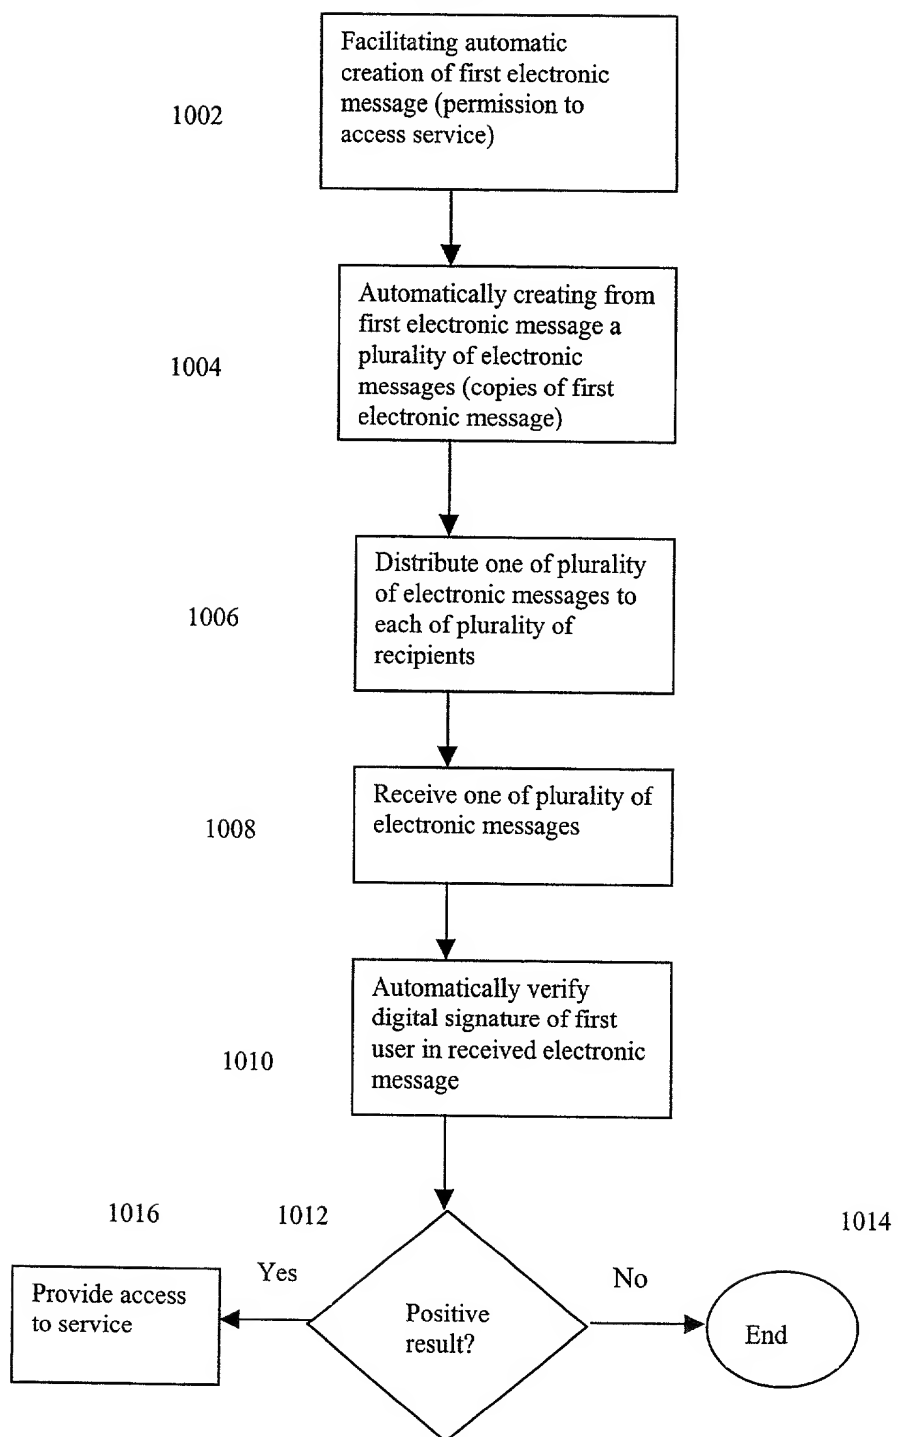 Facilitating automatic
creation of first electronic
message (permission to
access service)
1002
Automatically creating from
first electronic message a
plurality of electronic
messages (copies of first
electronic message)
1004
Distribute one of plurality
of electronic messages to
each of plurality of
recipients
1006
Receive one of plurality of
electronic messages
1008
Automatically verify
digital signature of first
user in received electronic
message
1010
1016
1012
1014
Yes
No
Provide access
to service
Positive
result?
End